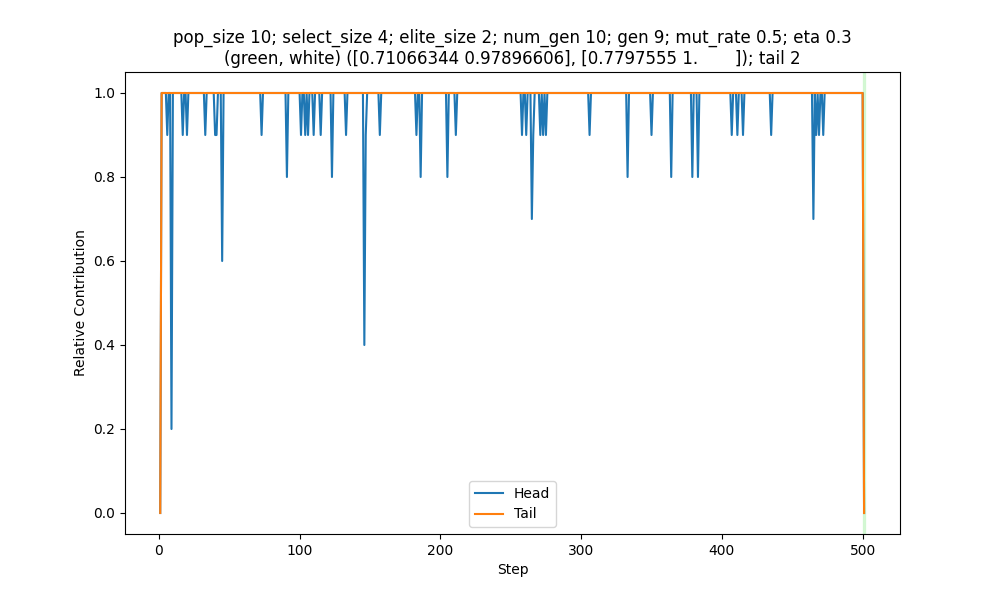 pop_size 10; select_size 4; elite_size 2; num_gen 10; gen 9; mut_rate 0.5; eta 0.3
(green, white) ([0.71066344 0.97896606], [0.7797555 1.       ]); tail 2
Relative Contribution
1.0
0.8
0.6
0.4
0.2
0.0
Head
Tail
0 100 200 300 400 500
Step